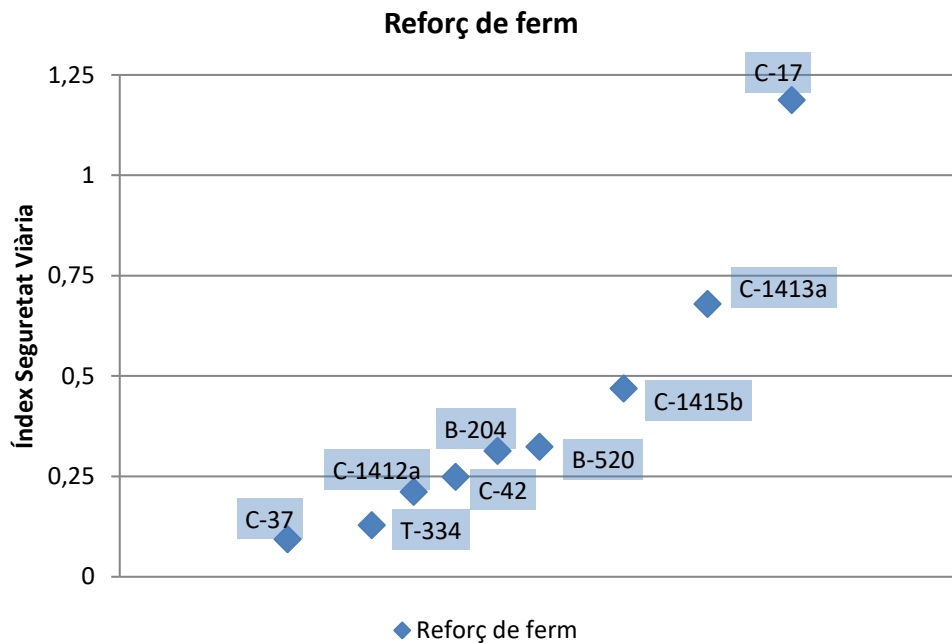 Reforç de ferm
Índex Seguretat Viària
1,25
1
0,75
0,5
0,25
0
C-17
C-1413a
C-1415b
B-204
B-520
C-1412a
C-42
C-37
T-334
Reforç de ferm